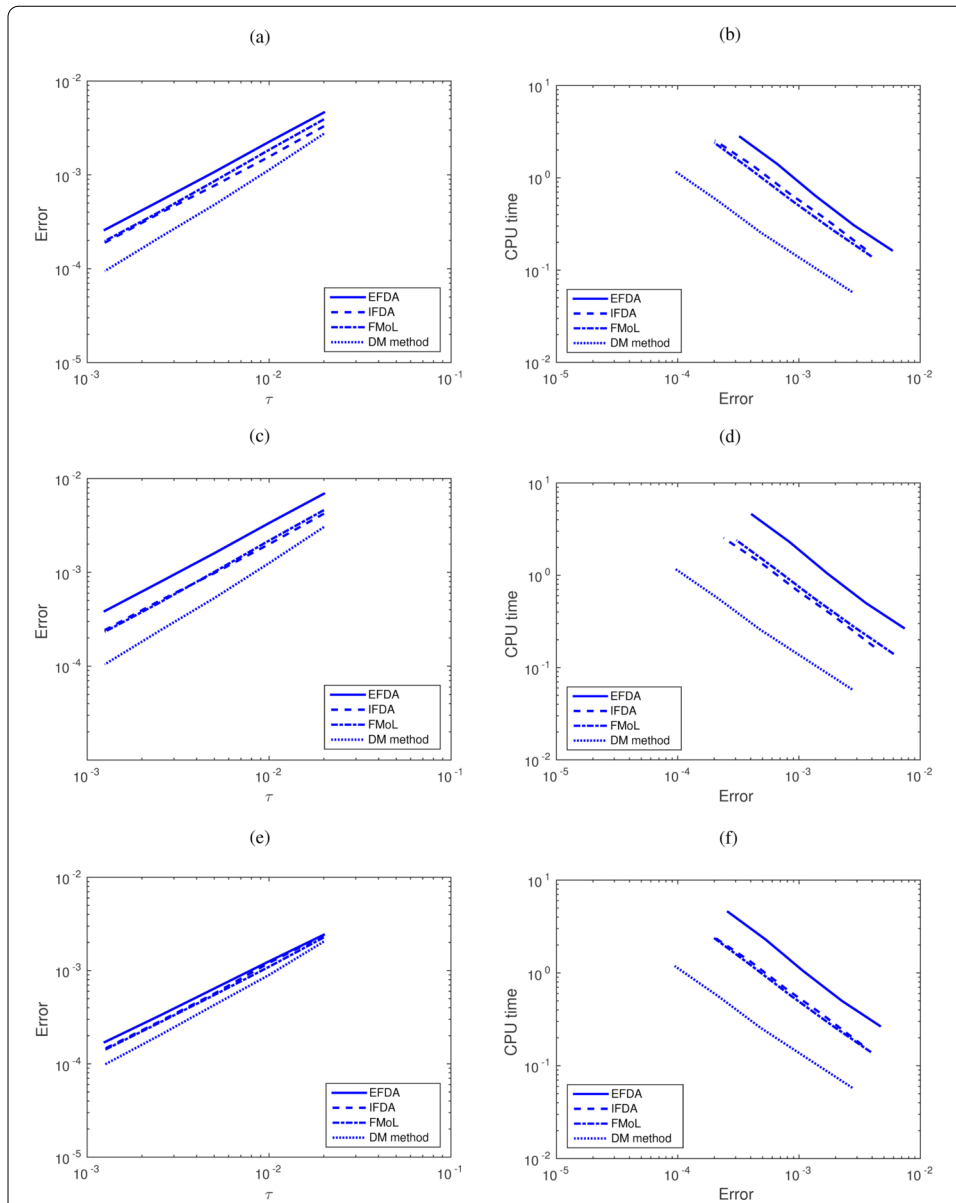 (a)
10^-2
10^-3
10^-4
10^-5
Error
10^-3
10^-2
10^-1
τ
EFDA
IFDA
FMoL
DM method
(b)
10^1
10^0
10^-1
10^-2
CPU time
10^-5
10^-4
10^-3
10^-2
Error
EFDA
IFDA
FMoL
DM method
(c)
10^-2
10^-3
10^-4
10^-5
Error
10^-3
10^-2
10^-1
τ
EFDA
IFDA
FMoL
DM method
(d)
10^1
10^0
10^-1
10^-2
CPU time
10^-5
10^-4
10^-3
10^-2
Error
EFDA
IFDA
FMoL
DM method
(e)
10^-2
10^-3
10^-4
10^-5
Error
10^-3
10^-2
10^-1
τ
EFDA
IFDA
FMoL
DM method
(f)
10^1
10^0
10^-1
10^-2
CPU time
10^-5
10^-4
10^-3
10^-2
Error
EFDA
IFDA
FMoL
DM method